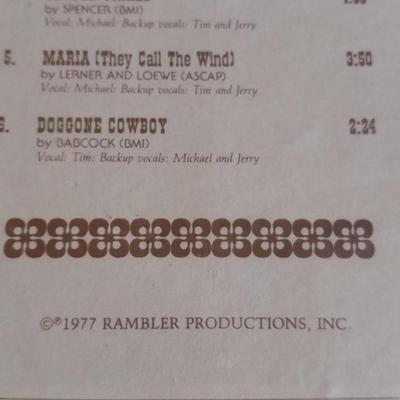 by SPENCER (BMI)
Vocal: Michael: Backup vocals: Tim and Jerry
5. MARIA (They Call The Wind) 3:50
by LERNER AND LOEWE (ASCAP)
Vocal: Michael: Backup vocals: Tim and Jerry
6. DOGGONE COWBOY 2:24
by BABCOCK (BMI)
Vocal: Tim: Backup vocals: Michael and Jerry
©℗1977 RAMBLER PRODUCTIONS, INC.